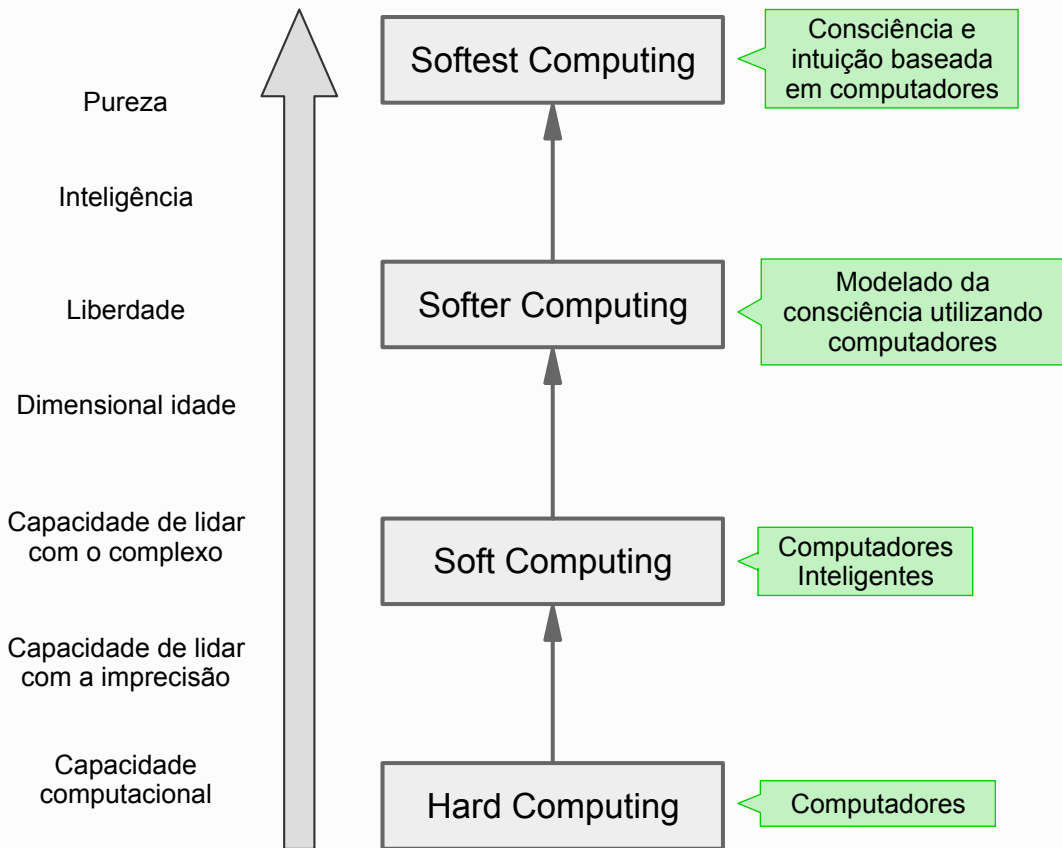 Pureza
Inteligência
Liberdade
Dimensional idade
Capacidade de lidar
com o complexo
Capacidade de lidar
com a imprecisão
Capacidade
computacional
Softest Computing
Softer Computing
Soft Computing
Hard Computing
Consciência e
intuição baseada
em computadores
Modelado da
consciência utilizando
computadores
Computadores
Inteligentes
Computadores